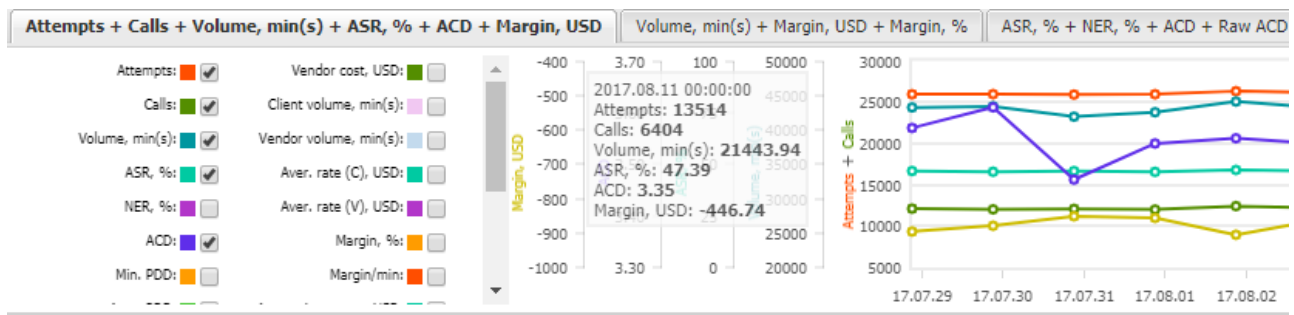 Attempts + Calls + Volume, min(s) + ASR, % + ACD + Margin, USD
Volume, min(s) + Margin, USD + Margin, %
ASR, % + NER, % + ACD + Raw ACD
Attempts:
Vendor cost, USD:
Calls:
Client volume, min(s):
Volume, min(s):
Vendor volume, min(s):
ASR, %:
Aver. rate (C), USD:
NER, %:
Aver. rate (V), USD:
ACD:
Margin, %:
Min. PDD:
Margin/min:
Margin, USD
-400
-500
-600
-700
-800
-900
-1000
3.70
3.30
100
0
50000
45000
40000
35000
30000
25000
20000
2017.08.11 00:00:00
Attempts: 13514
Calls: 6404
Volume, min(s): 21443.94
ASR, %: 47.39
ACD: 3.35
Margin, USD: -446.74
Attempts + Calls
30000
25000
20000
15000
10000
5000
17.07.29
17.07.30
17.07.31
17.08.01
17.08.02